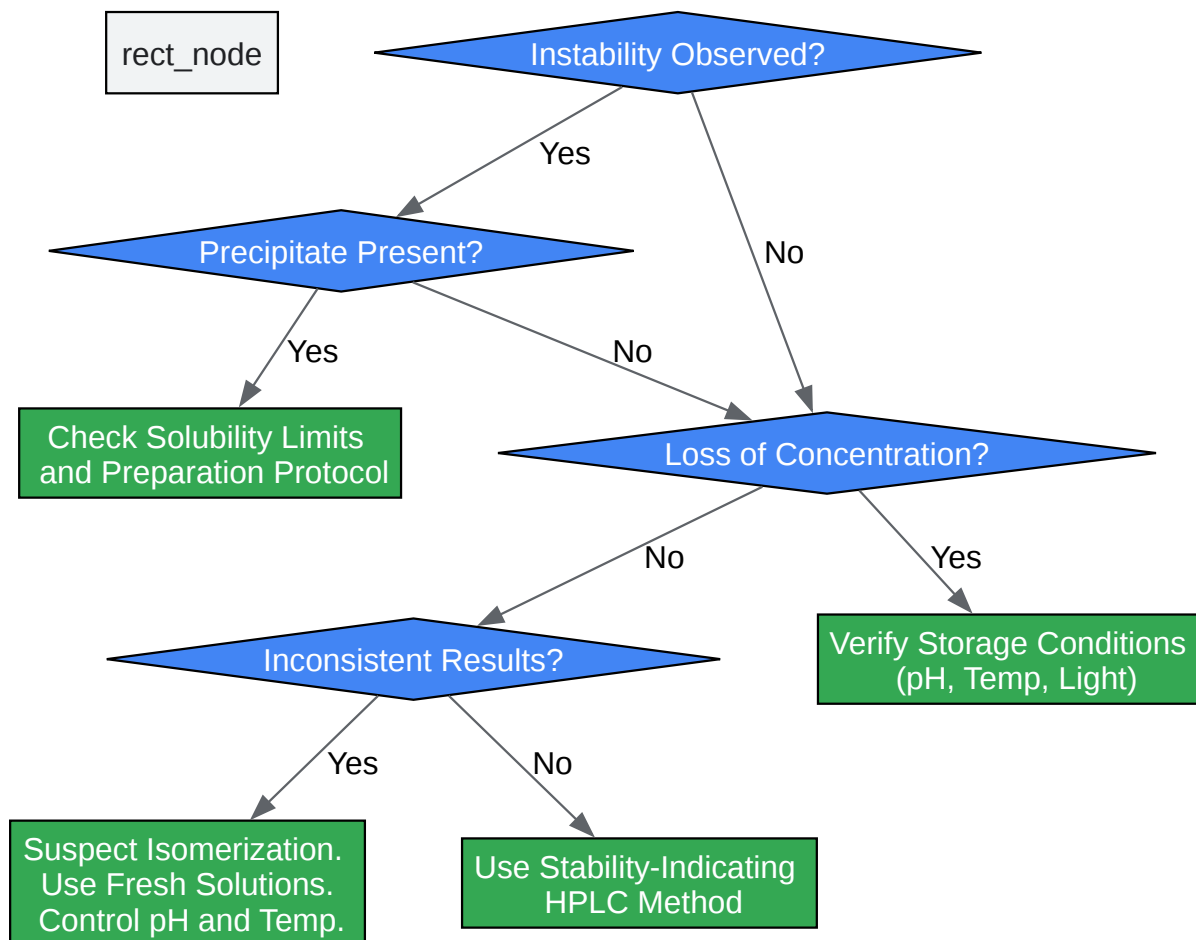 rect_node
Instability Observed?
Yes
Precipitate Present?
No
Yes
No
Check Solubility Limits
and Preparation Protocol
Loss of Concentration?
No
Yes
Inconsistent Results?
Verify Storage Conditions
(pH, Temp, Light)
Yes
No
Suspect Isomerization.
Use Fresh Solutions.
Control pH and Temp.
Use Stability-Indicating
HPLC Method